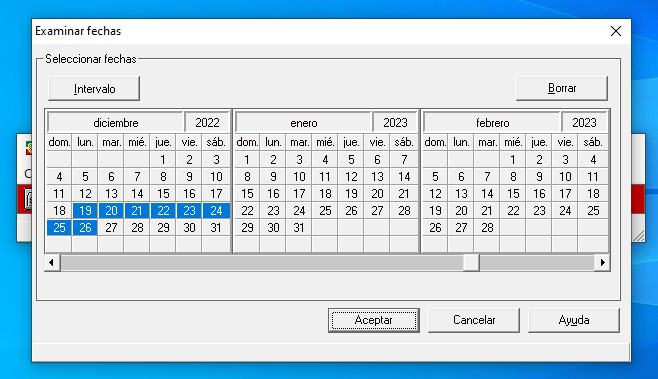 Examinar fechas
Seleccionar fechas
Intervalo
Borrar
diciembre 2022
dom. lun. mar. mié. jue. vie. sáb.
1 2 3
4 5 6 7 8 9 10
11 12 13 14 15 16 17
18 19 20 21 22 23 24
25 26 27 28 29 30 31
enero 2023
dom. lun. mar. mié. jue. vie. sáb.
1 2 3 4 5 6 7
8 9 10 11 12 13 14
15 16 17 18 19 20 21
22 23 24 25 26 27 28
29 30 31
febrero 2023
dom. lun. mar. mié. jue. vie. sáb.
1 2 3 4
5 6 7 8 9 10 11
12 13 14 15 16 17 18
19 20 21 22 23 24 25
26 27 28
Aceptar
Cancelar
Ayuda